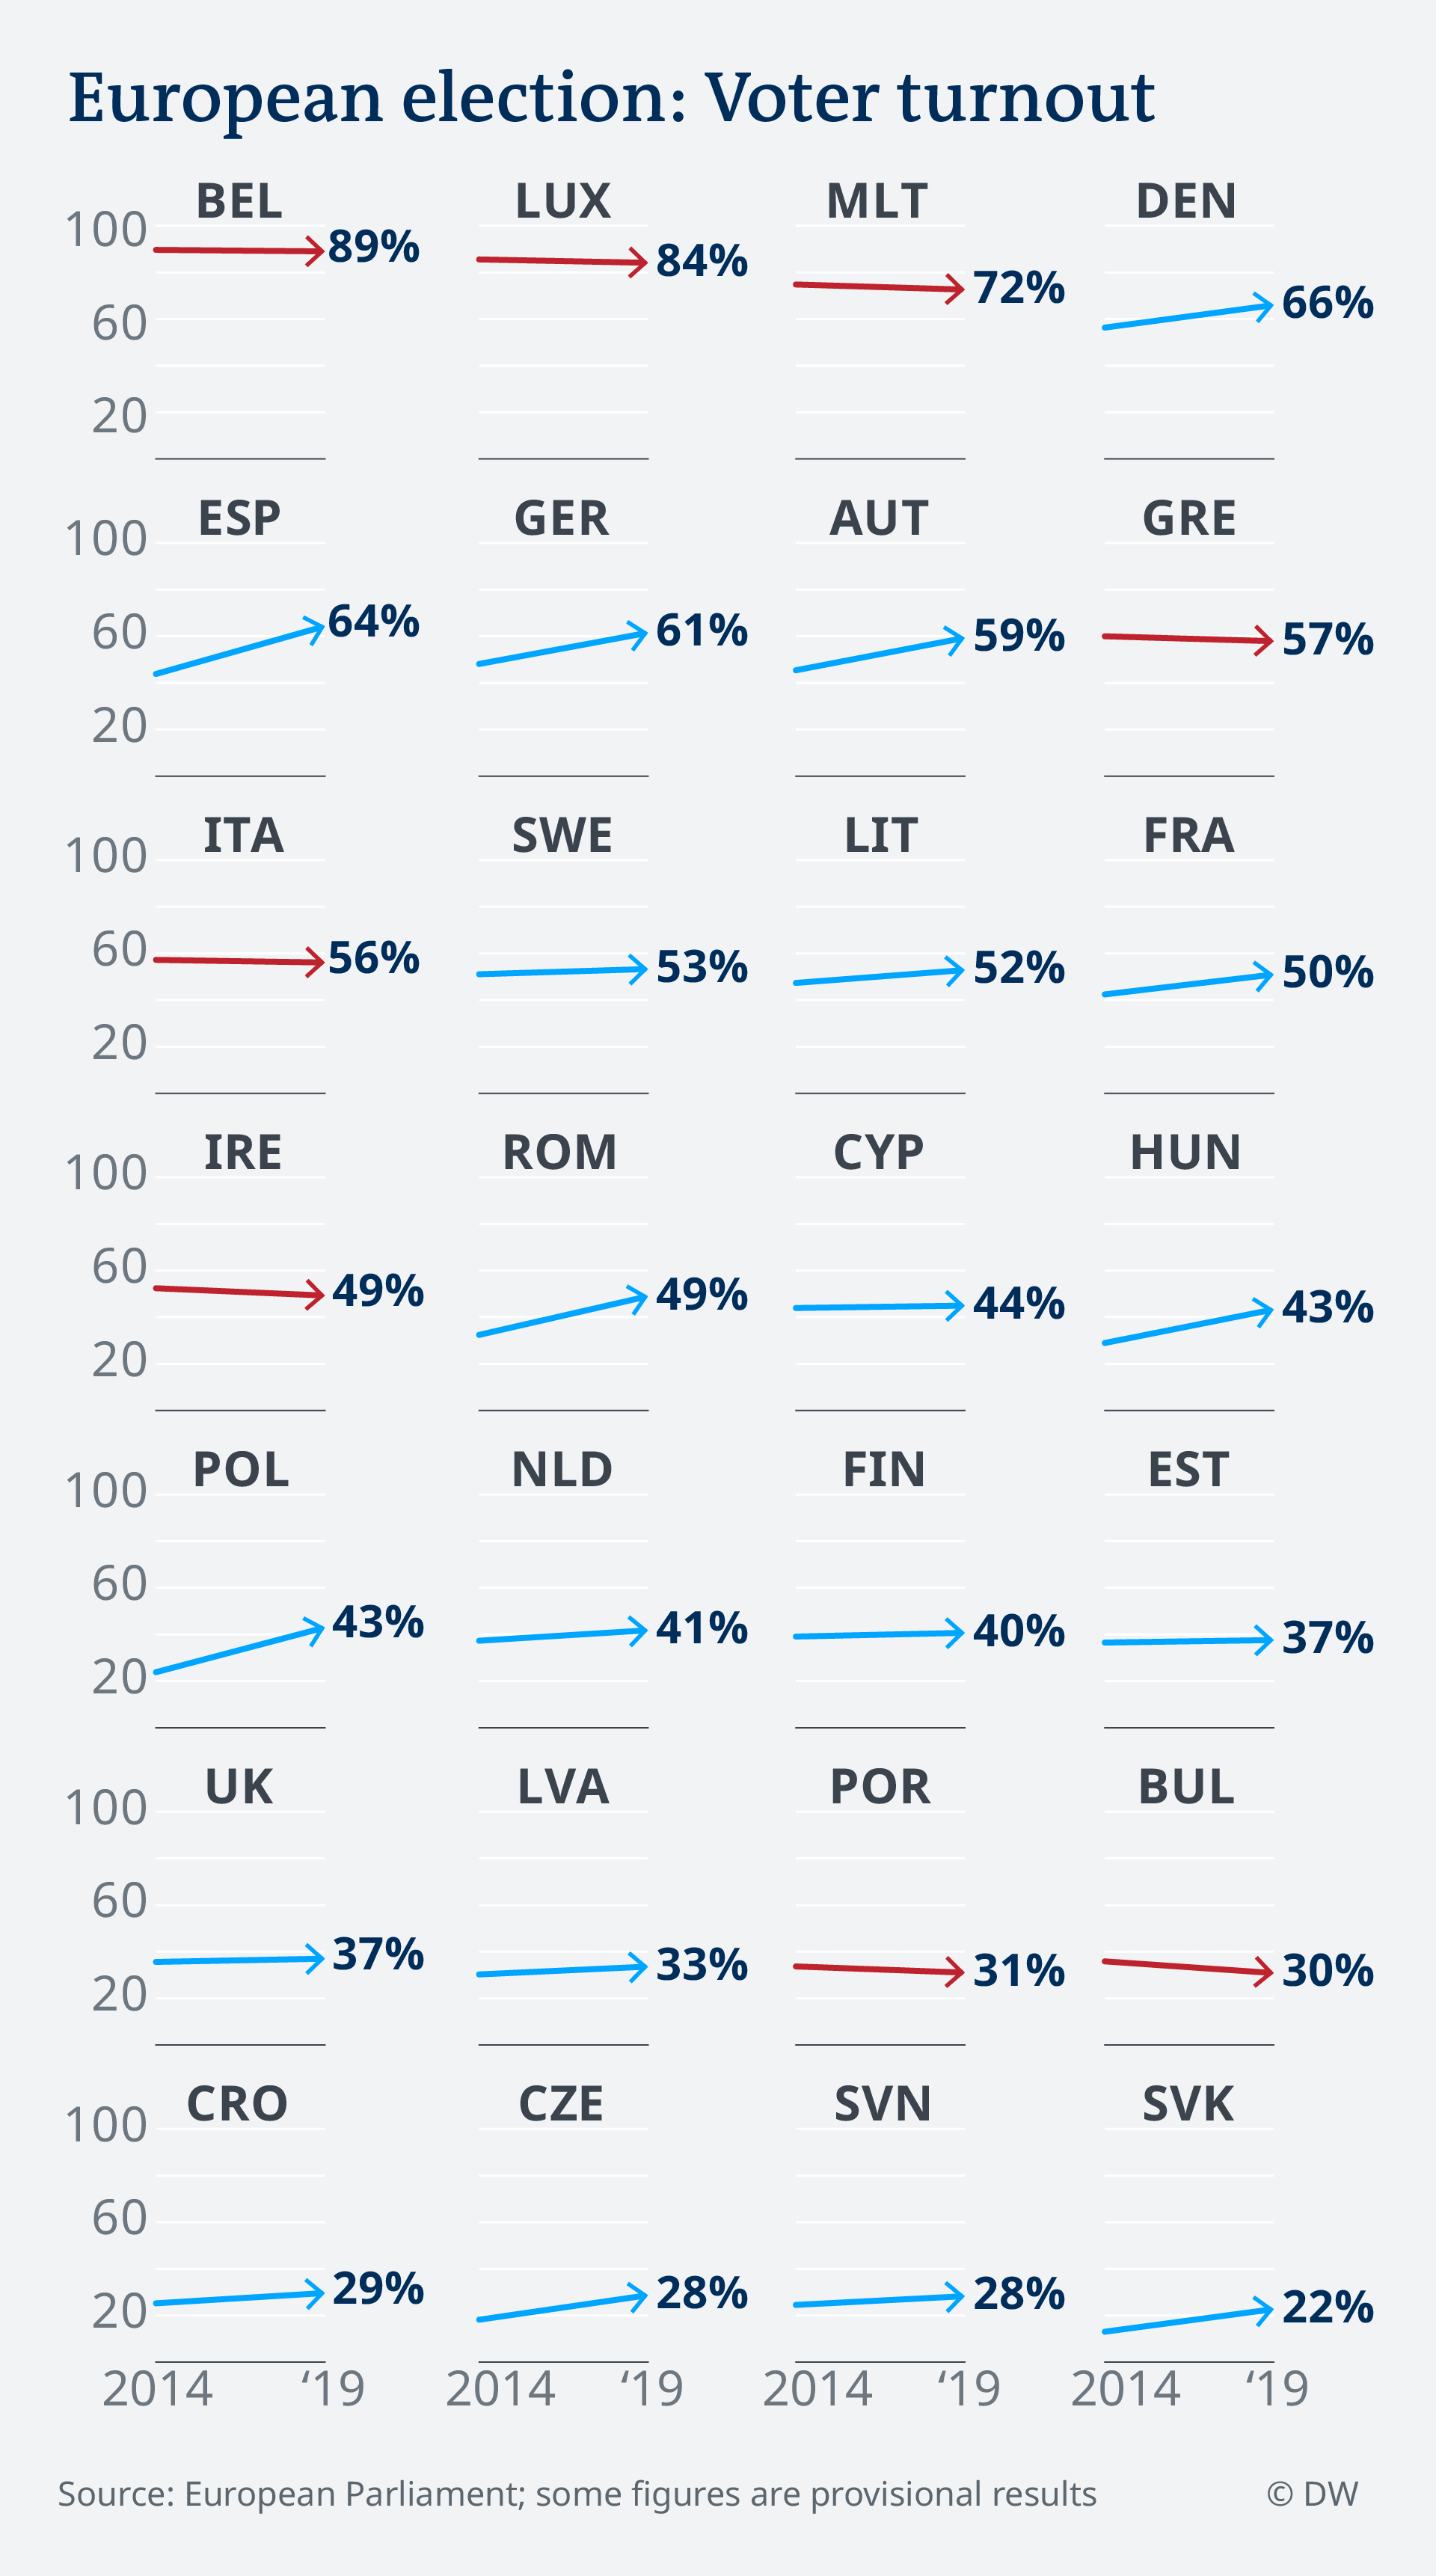 European election: Voter turnout
BEL LUX MLT DEN
100
89% 84% 72% 66%
60
20
ESP GER AUT GRE
100
64% 61% 59% 57%
60
20
ITA SWE LIT FRA
100
60
56% 53% 52% 50%
20
IRE ROM CYP HUN
100
60
49% 49% 44% 43%
20
POL NLD FIN EST
100
60
43% 41% 40% 37%
20
UK LVA POR BUL
100
60
37% 33% 31% 30%
20
CRO CZE SVN SVK
100
60
29% 28% 28% 22%
20
2014 ‘19 2014 ‘19 2014 ‘19 2014 ‘19
Source: European Parliament; some figures are provisional results © DW